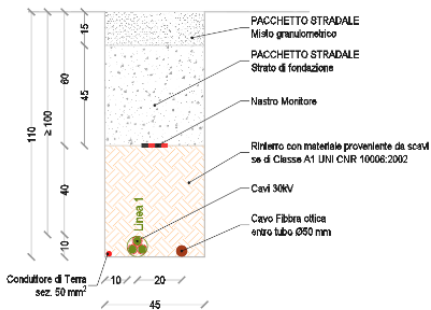 PACCHETTO STRADALE
Misto granulometrico
PACCHETTO STRADALE
Strato di fondazione
Nastro Monitore
Rinterro con materiale proveniente da scavi
se di Classe A1 UNI CNR 10006:2002
Cavi 30kV
Cavo Fibra ottica
entro tubo Ø50 mm
Linea 1
Conduttore di Terra
sez. 50 mm²
15
60
45
≥ 100
110
40
10
10
20
45